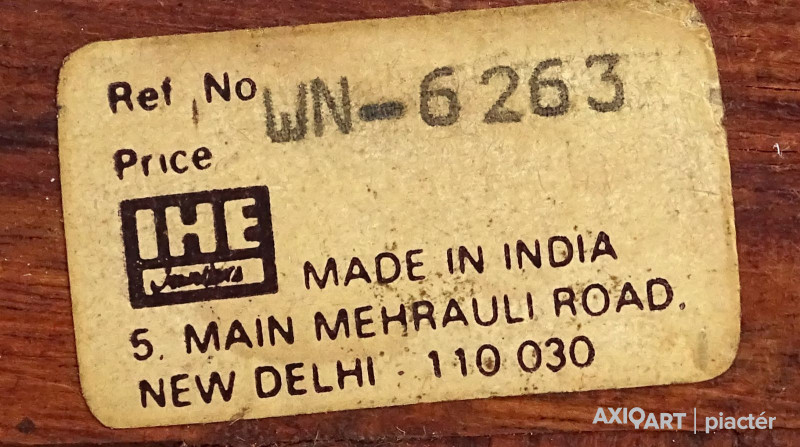 Ref No WN-6263
Price
IHE
MADE IN INDIA
5. MAIN MEHRAULI ROAD.
NEW DELHI - 110 030
AXIOART | piactér